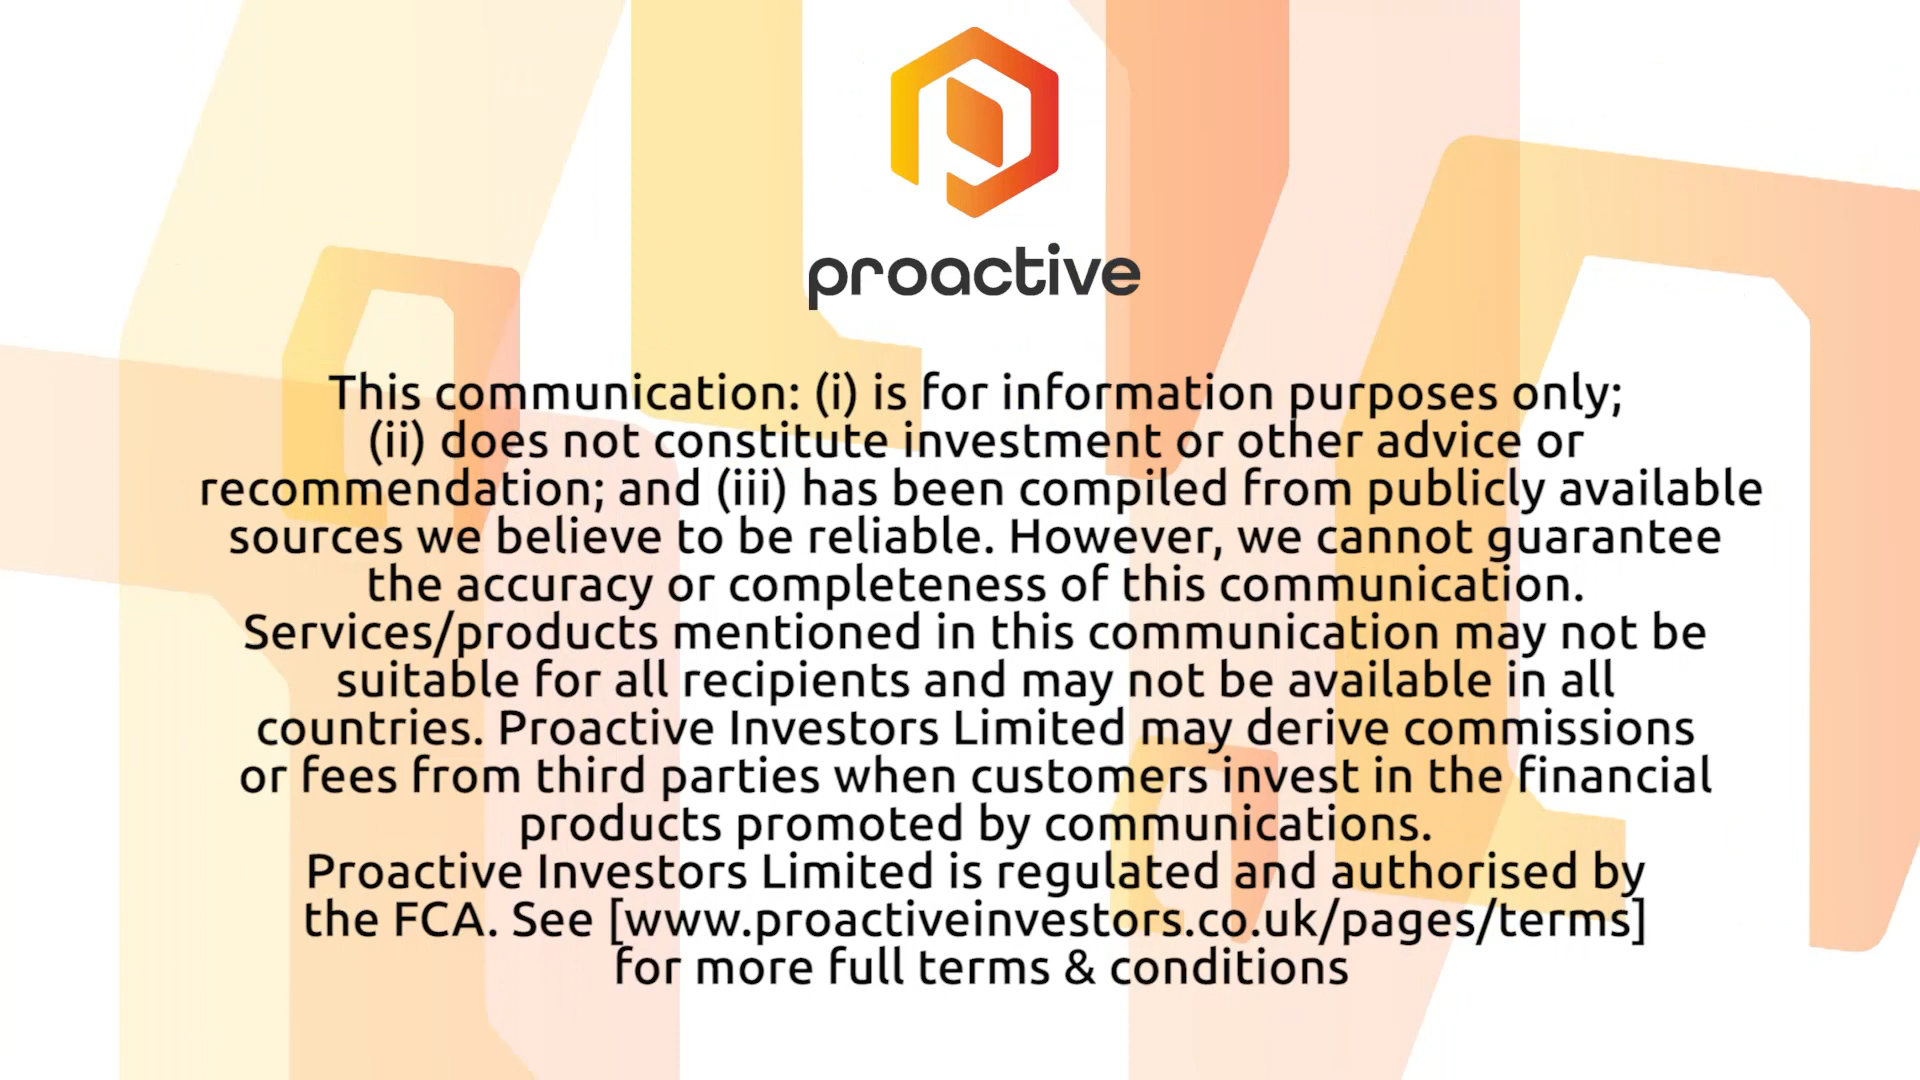 proactive
This communication: (i) is for information purposes only;
(ii) does not constitute investment or other advice or
recommendation; and (iii) has been compiled from publicly available
sources we believe to be reliable. However, we cannot guarantee
the accuracy or completeness of this communication.
Services/products mentioned in this communication may not be
suitable for all recipients and may not be available in all
countries. Proactive Investors Limited may derive commissions
or fees from third parties when customers invest in the financial
products promoted by communications.
Proactive Investors Limited is regulated and authorised by
the FCA. See [www.proactiveinvestors.co.uk/pages/terms]
for more full terms & conditions